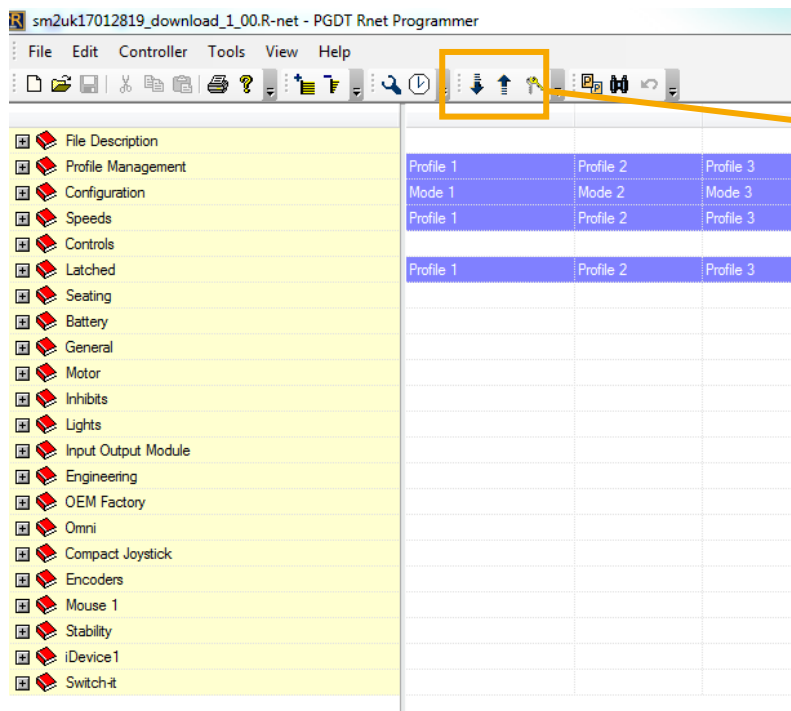 sm2uk17012819_download_1_00.R-net - PGDT Rnet Programmer
File Edit Controller Tools View Help
File Description
Profile Management Profile 1 Profile 2 Profile 3
Configuration Mode 1 Mode 2 Mode 3
Speeds Profile 1 Profile 2 Profile 3
Controls
Latched Profile 1 Profile 2 Profile 3
Seating
Battery
General
Motor
Inhibits
Lights
Input Output Module
Engineering
OEM Factory
Omni
Compact Joystick
Encoders
Mouse 1
Stability
iDevice1
Switch-it